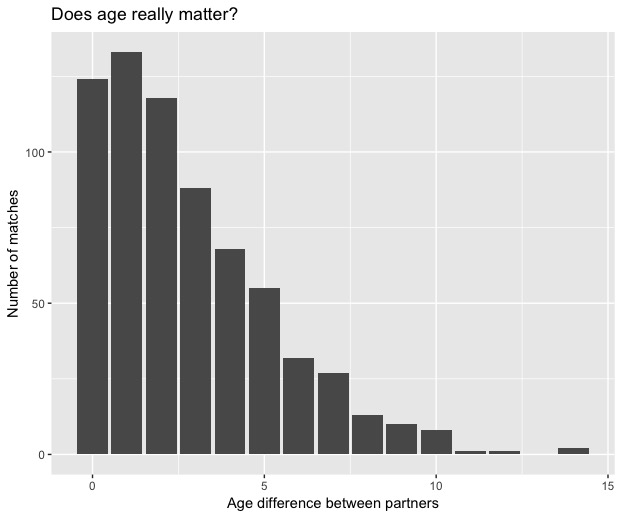 Does age really matter?
100
50
0
0
5
10
15
Number of matches
Age difference between partners